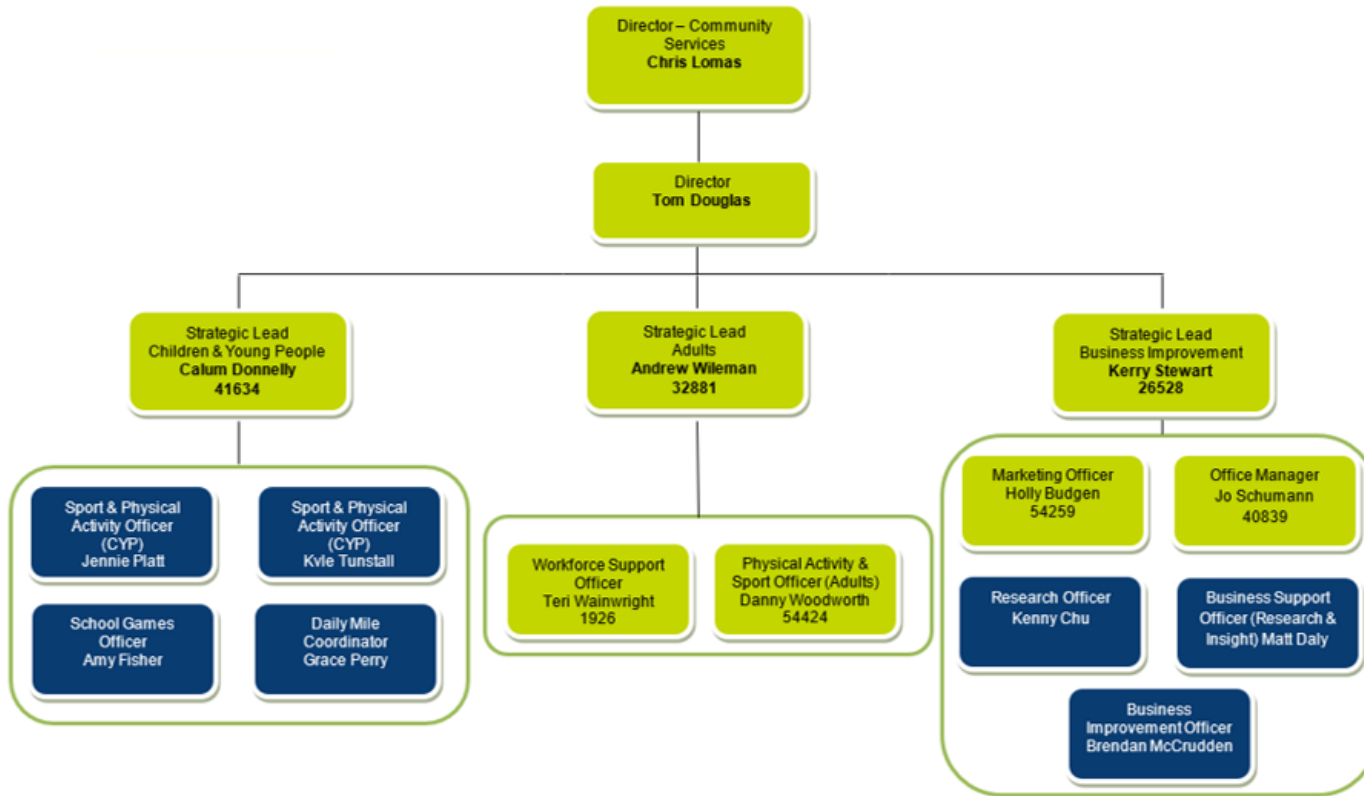 Director – Community
Services
Chris Lomas
Director
Tom Douglas
Strategic Lead
Children & Young People
Calum Donnelly
41634
Strategic Lead
Adults
Andrew Wileman
32881
Strategic Lead
Business Improvement
Kerry Stewart
26528
Sport & Physical
Activity Officer
(CYP)
Jennie Platt
Sport & Physical
Activity Officer
(CYP)
Kyle Tunstall
School Games
Officer
Amy Fisher
Daily Mile
Coordinator
Grace Perry
Workforce Support
Officer
Teri Wainwright
1926
Physical Activity &
Sport Officer (Adults)
Danny Woodworth
54424
Marketing Officer
Holly Budgen
54259
Office Manager
Jo Schumann
40839
Research Officer
Kenny Chu
Business Support
Officer (Research &
Insight) Matt Daly
Business
Improvement Officer
Brendan McCrudden